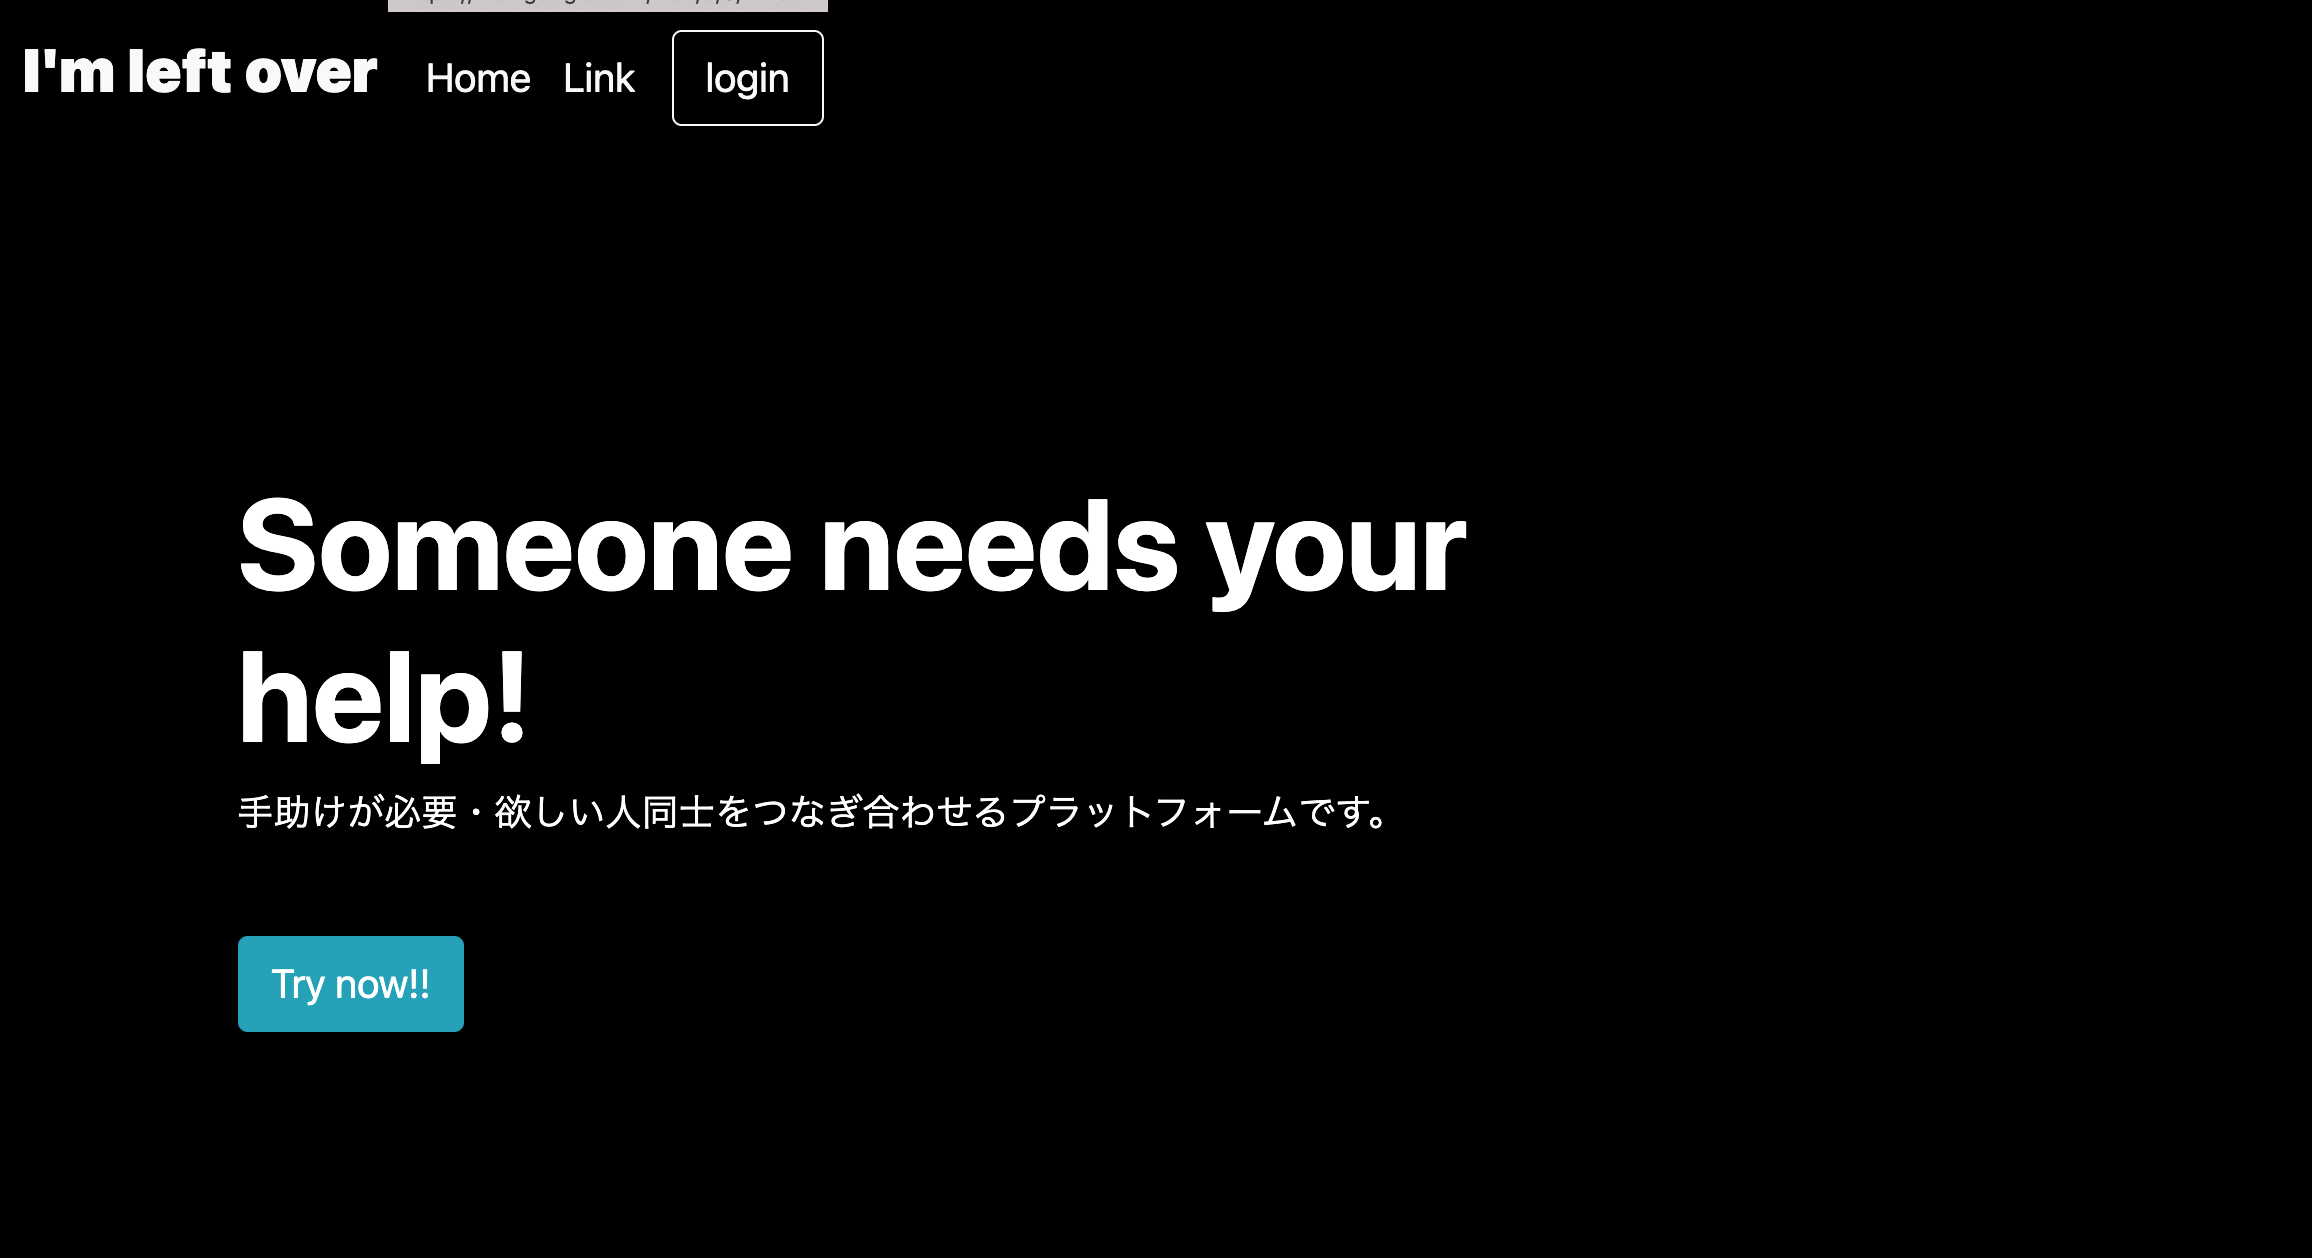 I'm left over
Home Link login
Someone needs your
help!
手助けが必要・欲しい人同士をつなぎ合わせるプラットフォームです。
Try now!!